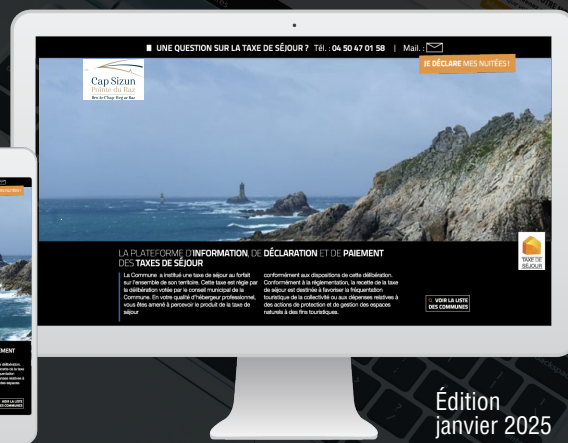 UNE QUESTION SUR LA TAXE DE SÉJOUR ? Tél. : 04 50 47 01 58 | Mail. :
JE DÉCLARE MES NUITÉES !
Cap Sizun
Pointe du Raz
LA PLATEFORME D'INFORMATION, DE DÉCLARATION ET DE PAIEMENT
DES TAXES DE SÉJOUR
La Commune a institué une taxe de séjour au forfait
sur l'ensemble de son territoire. Cette taxe est régie par
la délibération votée par le conseil municipal de la
Commune. En votre qualité d'hébergeur professionnel,
vous êtes amené à percevoir le produit de la taxe de
séjour
conformément aux dispositions de cette délibération.
Conformément à la réglementation, la recette de la taxe
de séjour est destinée à favoriser la fréquentation
touristique de la collectivité ou aux dépenses relatives à
des actions de protection et de gestion des espaces
naturels à des fins touristiques.
TAXE DE
SÉJOUR
VOIR LA LISTE
DES COMMUNES
Édition
janvier 2025